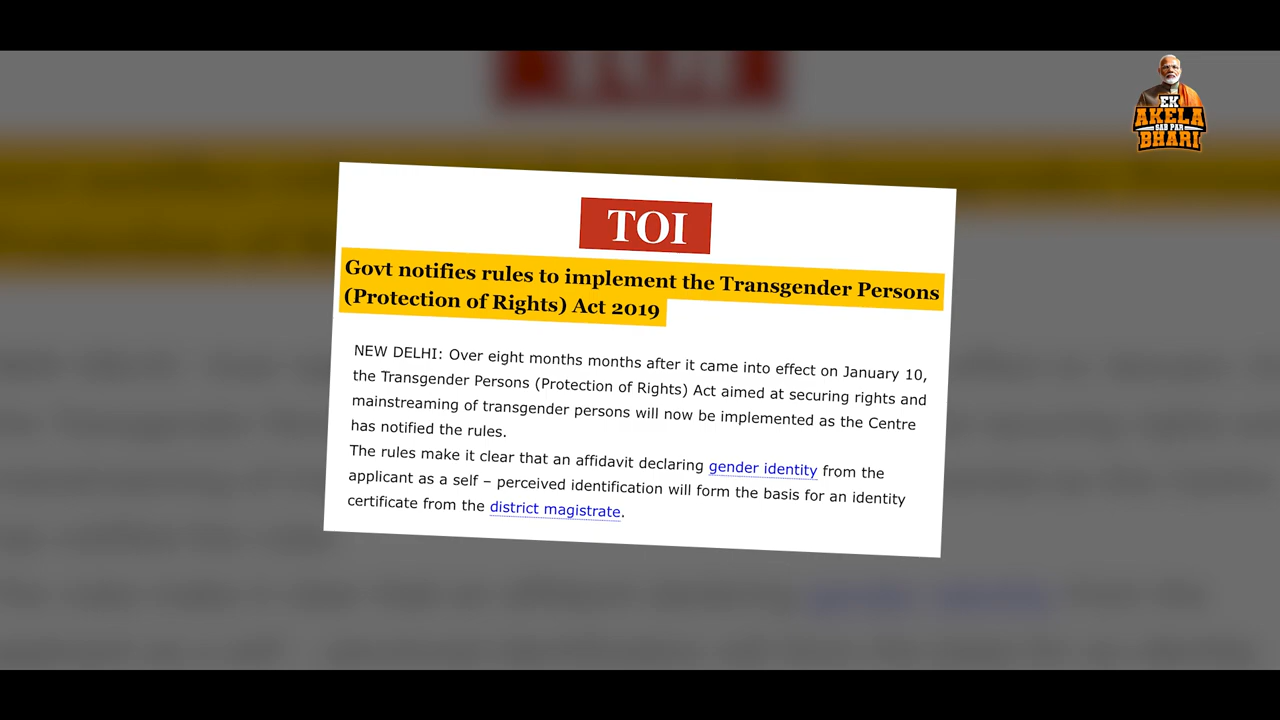 EK
AKELA
SAB PAR
BHARI
TOI
Govt notifies rules to implement the Transgender Persons
(Protection of Rights) Act 2019
NEW DELHI: Over eight months months after it came into effect on January 10,
the Transgender Persons (Protection of Rights) Act aimed at securing rights and
mainstreaming of transgender persons will now be implemented as the Centre
has notified the rules.
The rules make it clear that an affidavit declaring gender identity from the
applicant as a self – perceived identification will form the basis for an identity
certificate from the district magistrate.